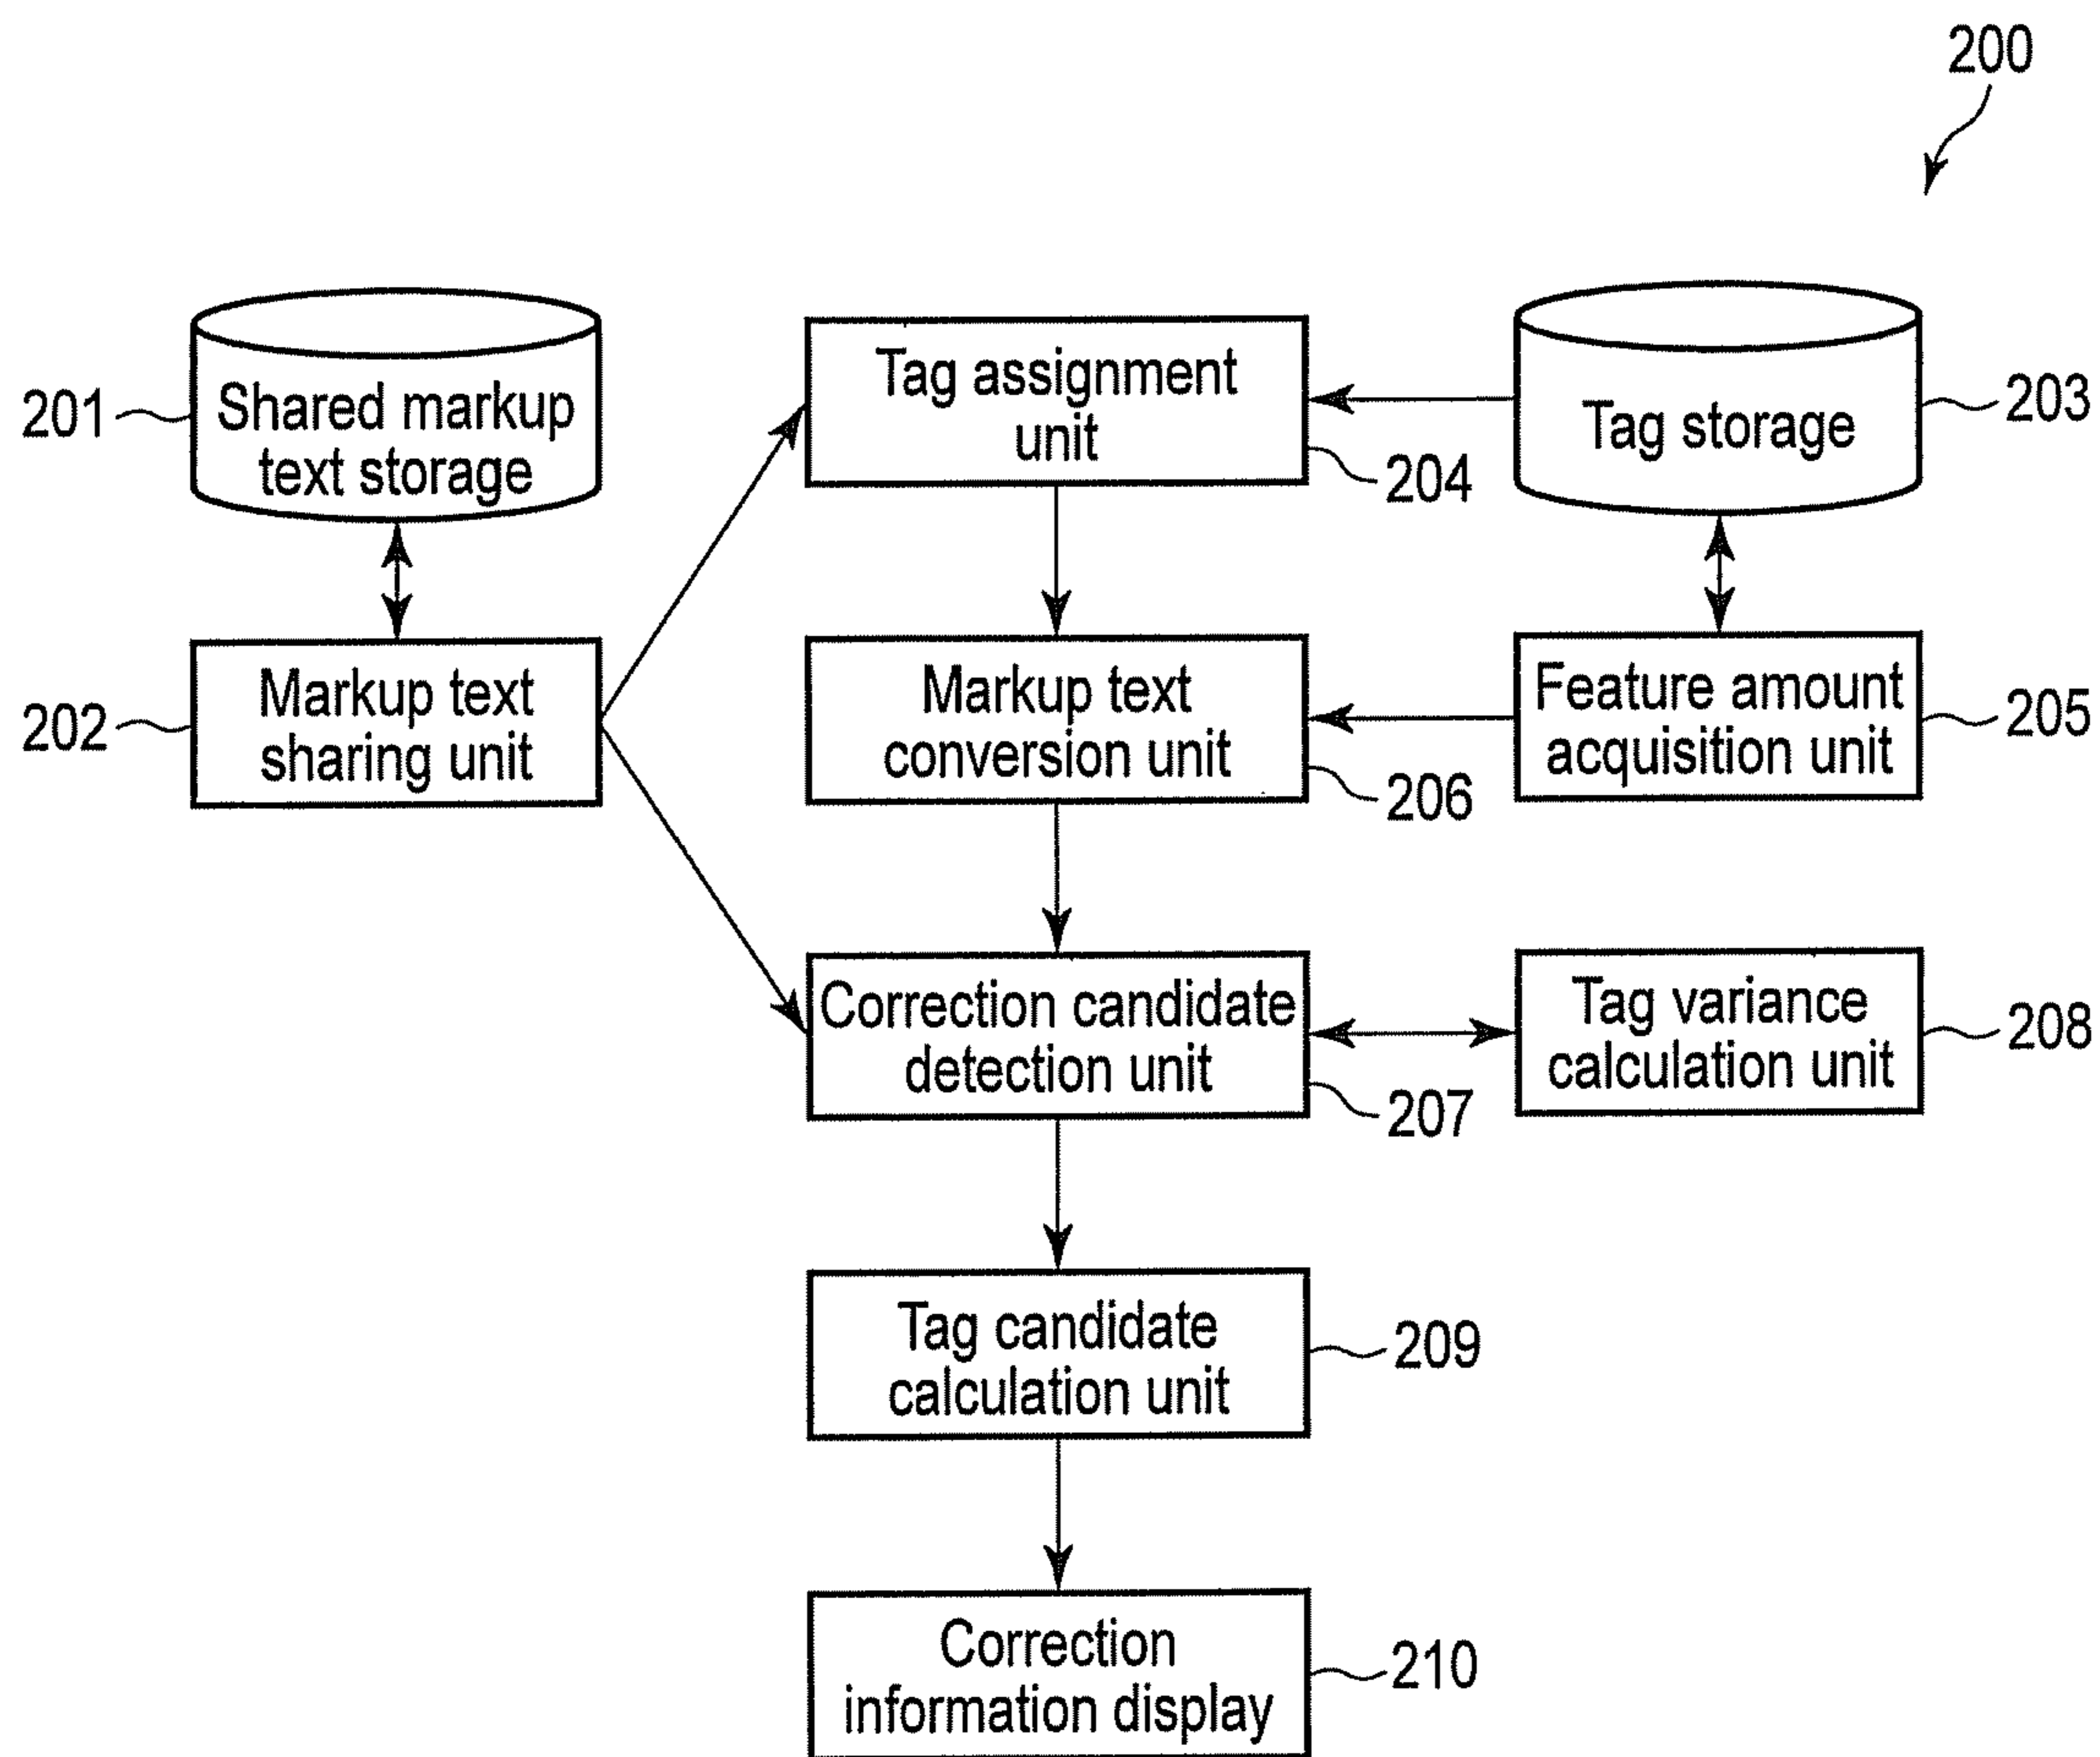 200
201
Shared markup
text storage
Tag assignment
unit
204
Tag storage
203
202
Markup text
sharing unit
Markup text
conversion unit
206
Feature amount
acquisition unit
205
Correction candidate
detection unit
207
Tag variance
calculation unit
208
Tag candidate
calculation unit
209
Correction
information display
210